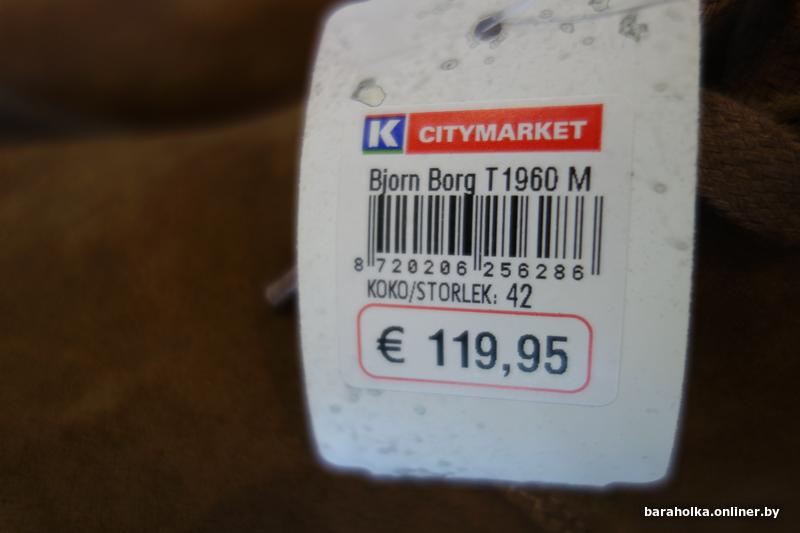 K CITYMARKET
Bjorn Borg T1960 M
8 720206 256286
KOKO/STORLEK: 42
€ 119,95
baraholka.onliner.by